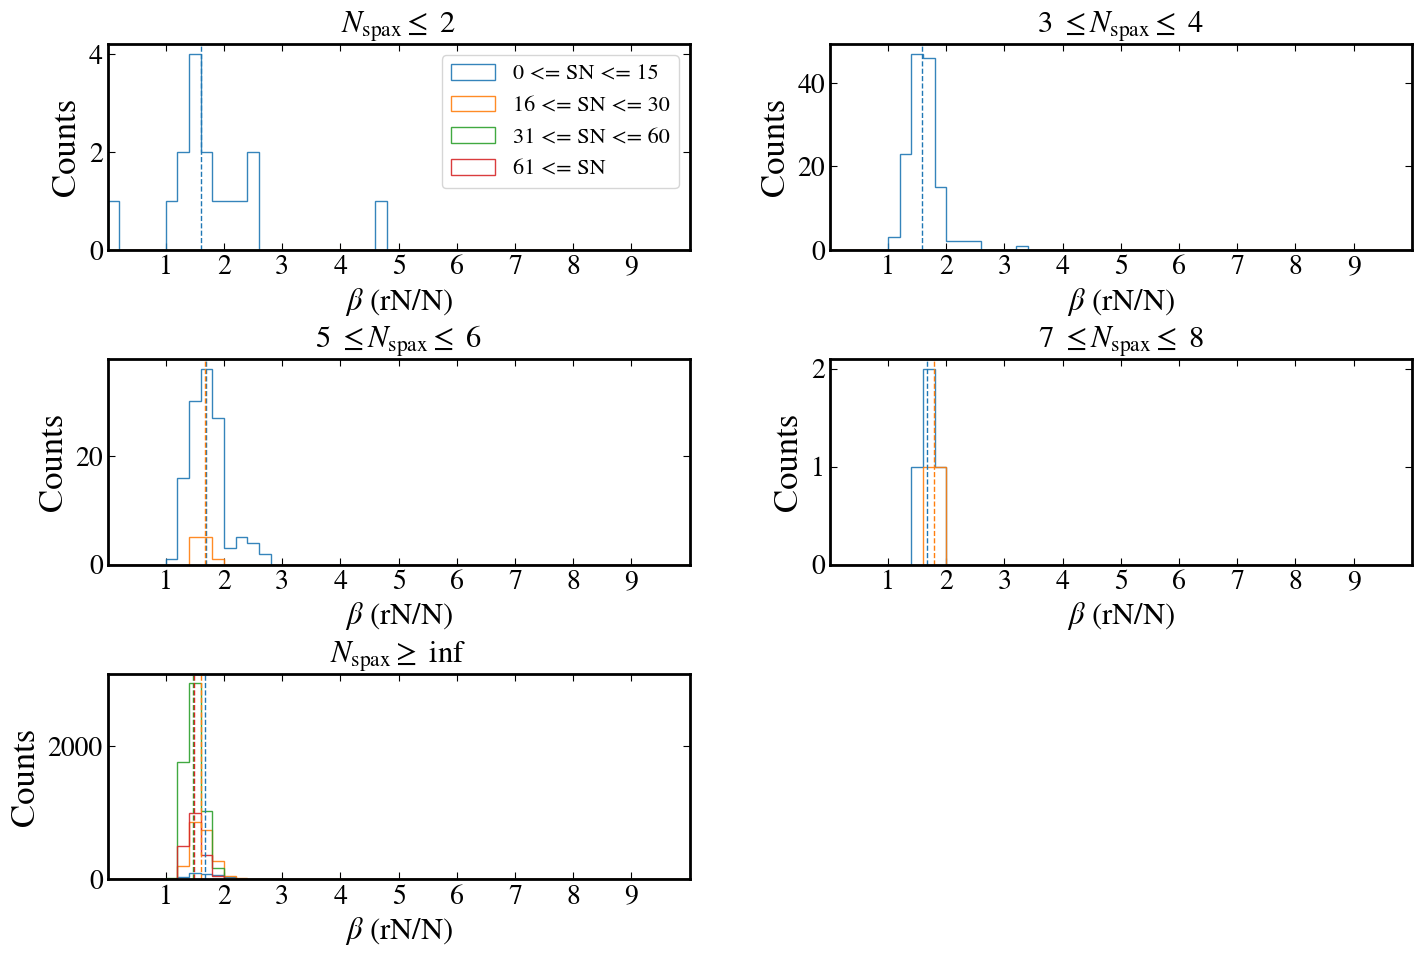 N_spax ≤ 2
4
2
0
Counts
0 <= SN <= 15
16 <= SN <= 30
31 <= SN <= 60
61 <= SN
1 2 3 4 5 6 7 8 9
β (rN/N)
3 ≤ N_spax ≤ 4
40
20
0
Counts
1 2 3 4 5 6 7 8 9
β (rN/N)
5 ≤ N_spax ≤ 6
20
0
Counts
1 2 3 4 5 6 7 8 9
β (rN/N)
7 ≤ N_spax ≤ 8
2
1
0
Counts
1 2 3 4 5 6 7 8 9
β (rN/N)
N_spax ≥ inf
2000
0
Counts
1 2 3 4 5 6 7 8 9
β (rN/N)